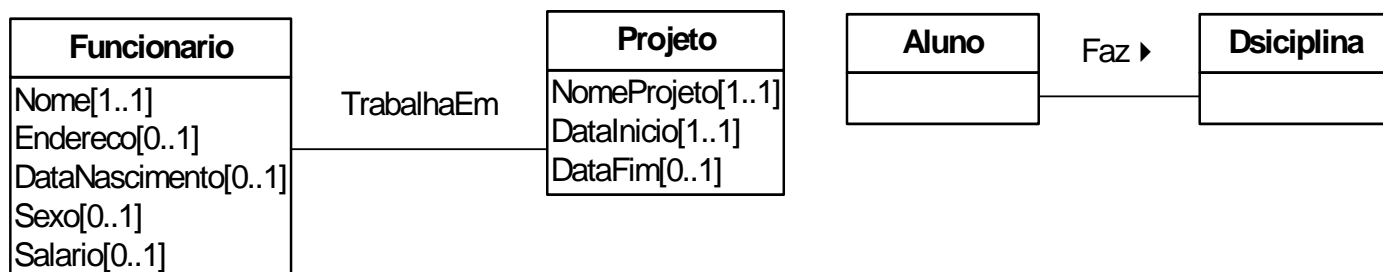 Funcionario
Nome[1..1]
Endereco[0..1]
DataNascimento[0..1]
Sexo[0..1]
Salario[0..1]
TrabalhaEm
Projeto
NomeProjeto[1..1]
DataInicio[1..1]
DataFim[0..1]
Aluno
Faz
Dsiciplina